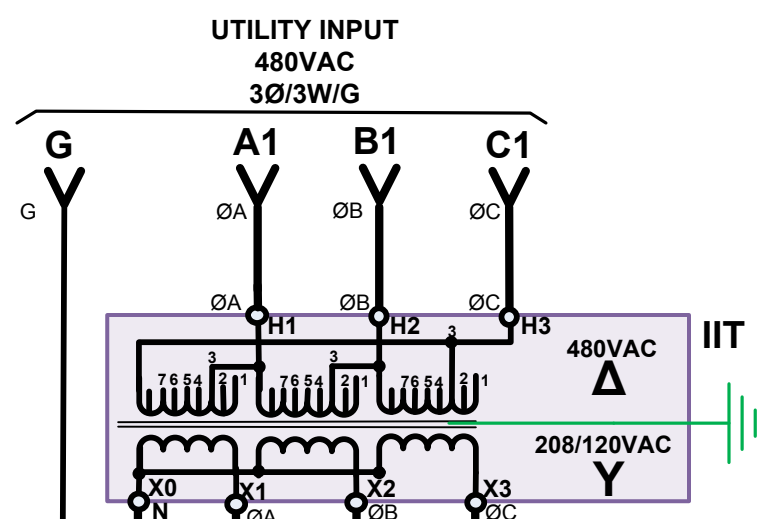 UTILITY INPUT
480VAC
3Ø/3W/G
G A1 B1 C1
G ØA ØB ØC
ØA ØB ØC
H1 H2 H3 IIT
3 480VAC
3 3 Δ
7 6 5 4 2 1 7 6 5 4 2 1 7 6 5 4 2 1
208/120VAC
Y
X0 X1 X2 X3
N ØA ØB ØC